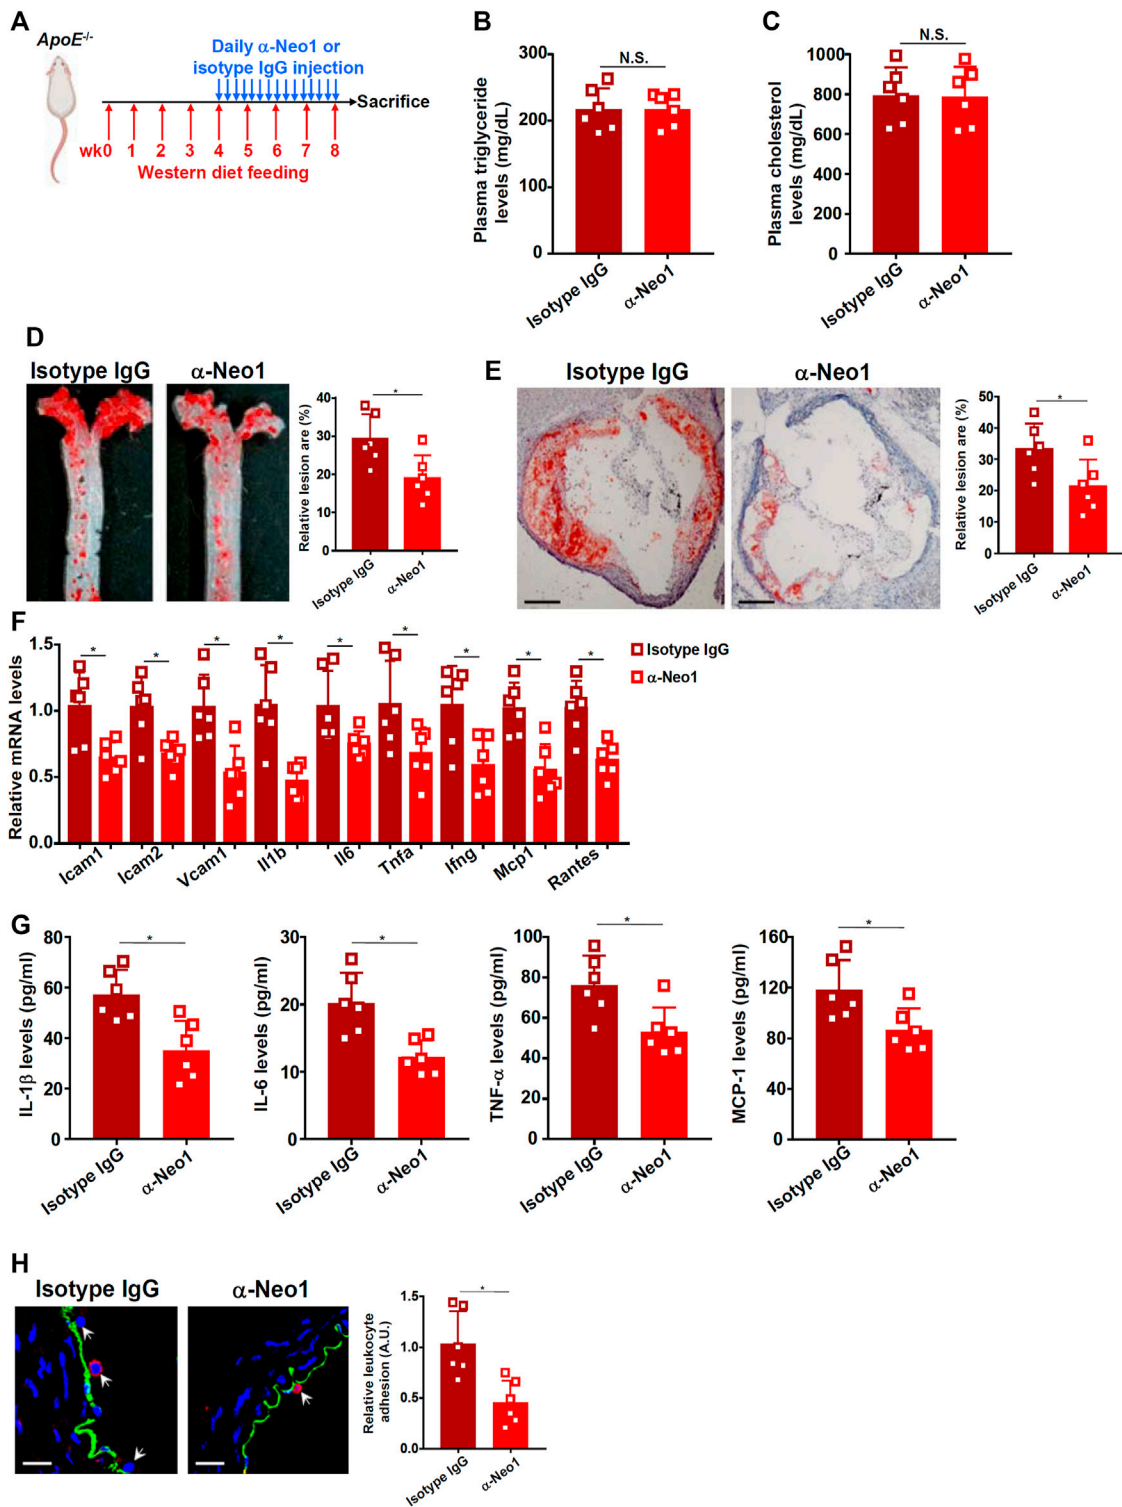 A
ApoE-/-
Daily α-Neo1 or
isotype IgG injection
Sacrifice
wk0 1 2 3 4 5 6 7 8
Western diet feeding
B
Plasma triglyceride
levels (mg/dL)
300
200
100
0
N.S.
Isotype IgG
α-Neo1
C
Plasma cholesterol
levels (mg/dL)
1000
800
600
400
200
0
N.S.
Isotype IgG
α-Neo1
D
Isotype IgG
α-Neo1
Relative lesion are (%)
40
30
20
10
0
*
Isotype IgG
α-Neo1
E
Isotype IgG
α-Neo1
Relative lesion are (%)
50
40
30
20
10
0
*
Isotype IgG
α-Neo1
F
Relative mRNA levels
1.5
1.0
0.5
0.0
* * * * * * * * *
Isotype IgG
α-Neo1
Icam1
Icam2
Vcam1
Il1b
Il6
Tnfa
Ifng
Mcp1
Rantes
G
IL-1β levels (pg/ml)
80
60
40
20
0
*
Isotype IgG
α-Neo1
IL-6 levels (pg/ml)
30
20
10
0
*
Isotype IgG
α-Neo1
TNF-α levels (pg/ml)
100
80
60
40
20
0
*
Isotype IgG
α-Neo1
MCP-1 levels (pg/ml)
160
120
80
40
0
*
Isotype IgG
α-Neo1
H
Isotype IgG
α-Neo1
Relative leukocyte
adhesion (A.U.)
1.5
1.0
0.5
0.0
*
Isotype IgG
α-Neo1